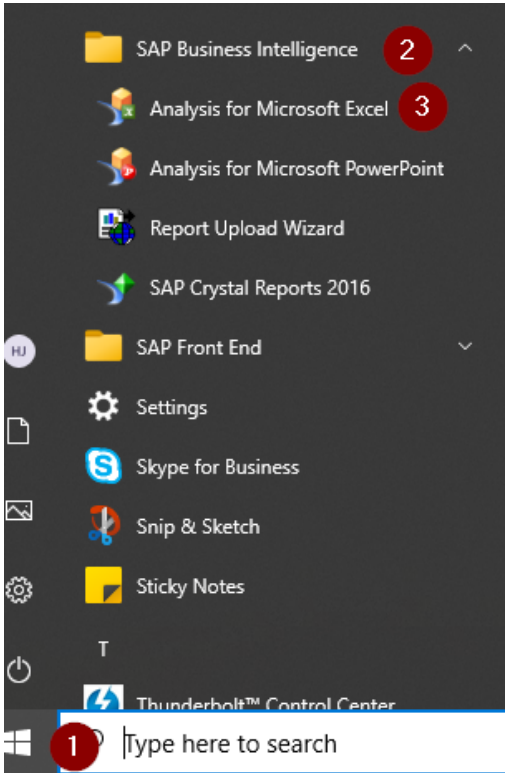 SAP Business Intelligence 2
Analysis for Microsoft Excel 3
Analysis for Microsoft PowerPoint
Report Upload Wizard
SAP Crystal Reports 2016
HJ SAP Front End
Settings
Skype for Business
Snip & Sketch
Sticky Notes
T
Thunderbolt™ Control Center
1 Type here to search